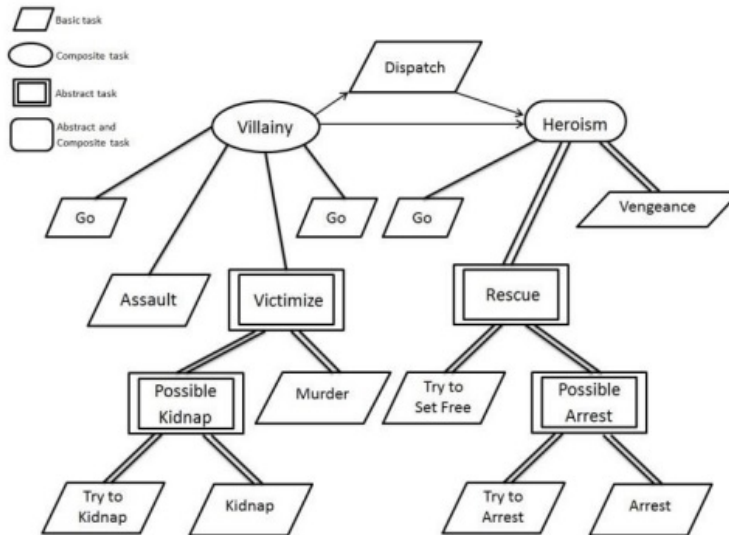 Basic task
Composite task
Abstract task
Abstract and
Composite task
Dispatch
Villainy
Heroism
Go
Go
Go
Vengeance
Assault
Victimize
Rescue
Possible
Kidnap
Murder
Try to
Set Free
Possible
Arrest
Try to
Kidnap
Kidnap
Try to
Arrest
Arrest